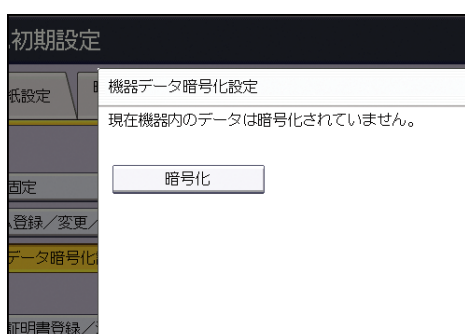 初期設定
紙設定
機器データ暗号化設定
現在機器内のデータは暗号化されていません。
暗号化
固定
登録／変更／
データ暗号化
証明書登録／